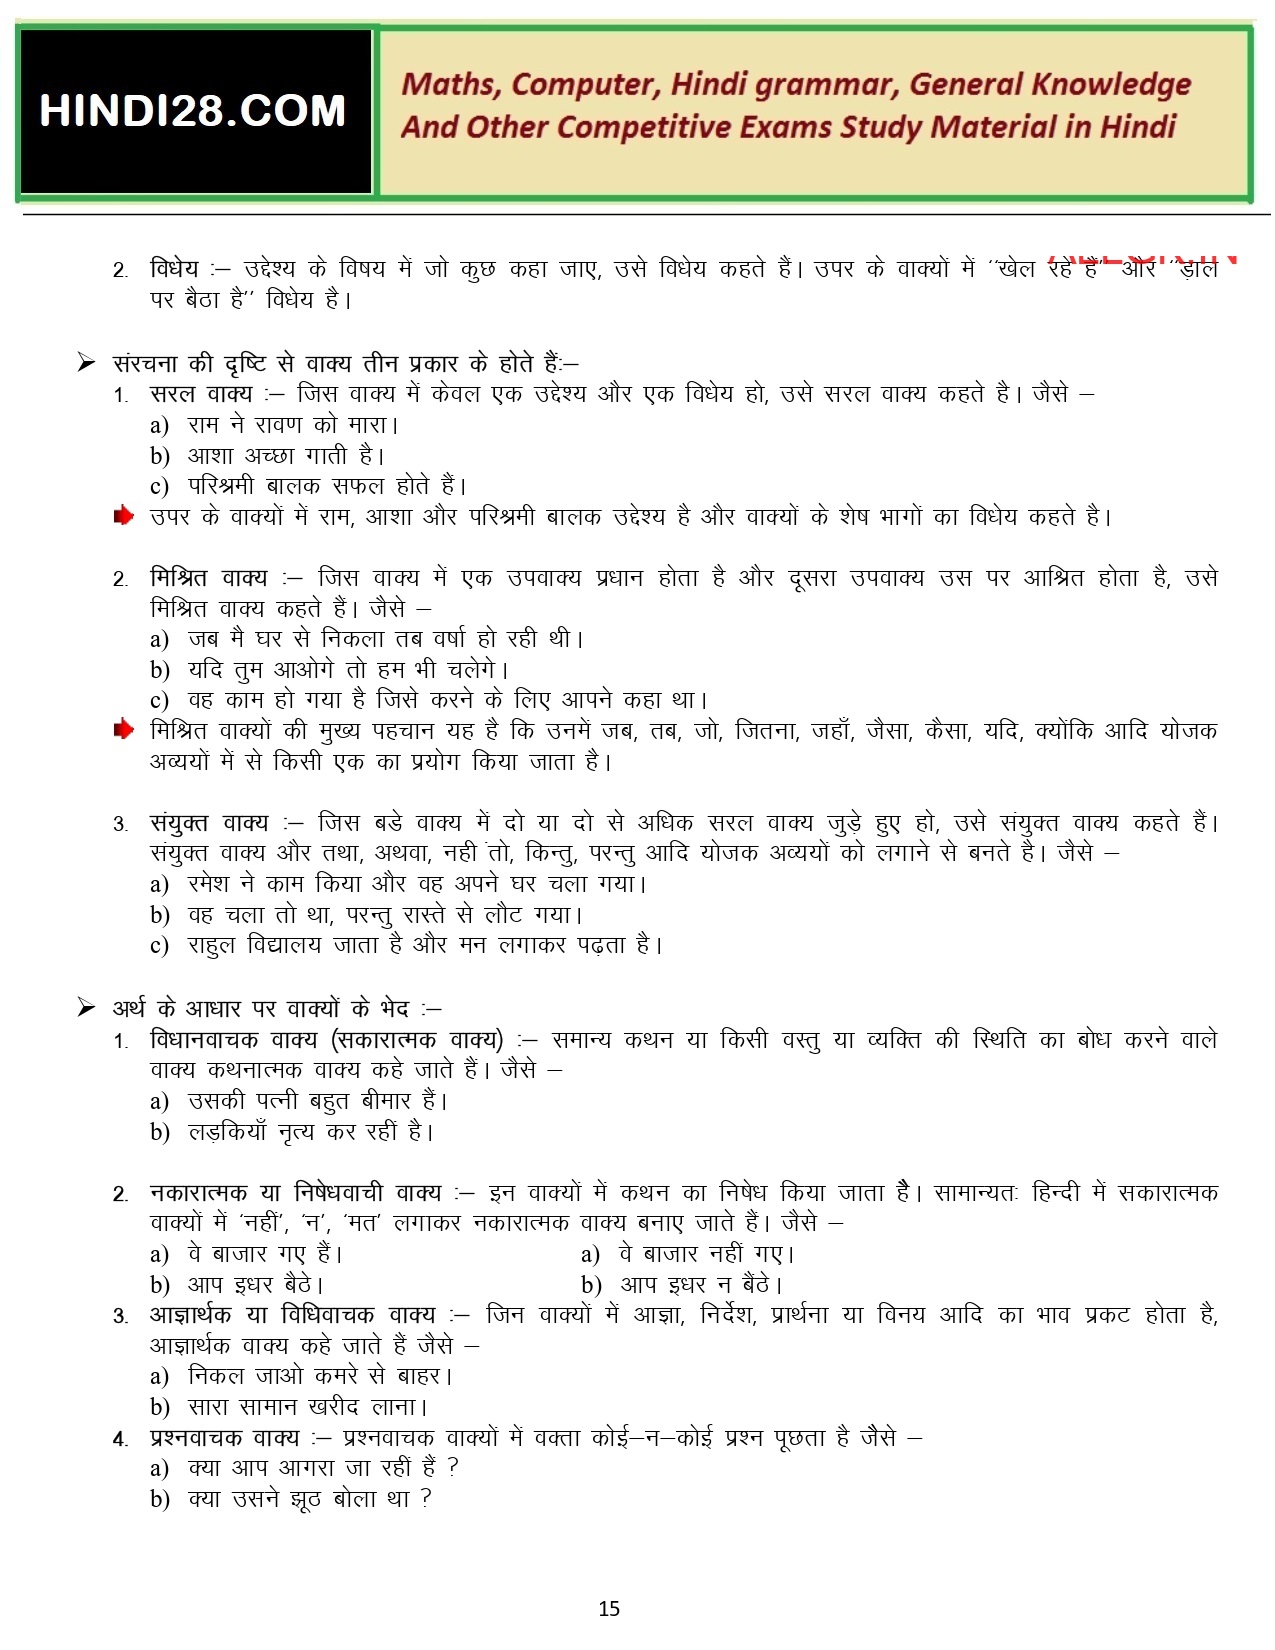 HINDI28.COM
Maths, Computer, Hindi grammar, General Knowledge
And Other Competitive Exams Study Material in Hindi
2. विधेय :– उद्देश्य के विषय में जो कुछ कहा जाए, उसे विधेय कहते हैं। उपर के वाक्यों में ‘‘खेल रहे हैं’’ और ‘‘ड़ाल
पर बैठा है’’ विधेय है।
➢ संरचना की दृष्टि से वाक्य तीन प्रकार के होते हैं:–
1. सरल वाक्य :– जिस वाक्य में केवल एक उद्देश्य और एक विधेय हो, उसे सरल वाक्य कहते है। जैसे –
a) राम ने रावण को मारा।
b) आशा अच्छा गाती है।
c) परिश्रमी बालक सफल होते हैं।
उपर के वाक्यों में राम, आशा और परिश्रमी बालक उद्देश्य है और वाक्यों के शेष भागों का विधेय कहते है।
2. मिश्रित वाक्य :– जिस वाक्य में एक उपवाक्य प्रधान होता है और दूसरा उपवाक्य उस पर आश्रित होता है, उसे
मिश्रित वाक्य कहते हैं। जैसे –
a) जब मै घर से निकला तब वर्षा हो रही थी।
b) यदि तुम आओगे तो हम भी चलेगे।
c) वह काम हो गया है जिसे करने के लिए आपने कहा था।
मिश्रित वाक्यों की मुख्य पहचान यह है कि उनमें जब, तब, जो, जितना, जहाँ, जैसा, कैसा, यदि, क्योंकि आदि योजक
अव्ययों में से किसी एक का प्रयोग किया जाता है।
3. संयुक्त वाक्य :– जिस बडे वाक्य में दो या दो से अधिक सरल वाक्य जुड़े हुए हो, उसे संयुक्त वाक्य कहते हैं।
संयुक्त वाक्य और तथा, अथवा, नही ंतो, किन्तु, परन्तु आदि योजक अव्ययों को लगाने से बनते है। जैसे –
a) रमेश ने काम किया और वह अपने घर चला गया।
b) वह चला तो था, परन्तु रास्ते से लौट गया।
c) राहुल विद्यालय जाता है और मन लगाकर पढ़ता है।
➢ अर्थ के आधार पर वाक्यों के भेद :–
1. विधानवाचक वाक्य (सकारात्मक वाक्य) :– समान्य कथन या किसी वस्तु या व्यक्ति की स्थिति का बोध करने वाले
वाक्य कथनात्मक वाक्य कहे जाते हैं। जैसे –
a) उसकी पत्नी बहुत बीमार हैं।
b) लड़कियाँ नृत्य कर रहीं है।
2. नकारात्मक या निषेधवाची वाक्य :– इन वाक्यों में कथन का निषेध किया जाता है। सामान्यतः हिन्दी में सकारात्मक
वाक्यों में ‘नहीं’, ‘न’, ‘मत’ लगाकर नकारात्मक वाक्य बनाए जाते हैं। जैसे –
a) वे बाजार गए हैं। a) वे बाजार नहीं गए।
b) आप इधर बैठे। b) आप इधर न बैंठे।
3. आज्ञार्थक या विधिवाचक वाक्य :– जिन वाक्यों में आज्ञा, निर्देश, प्रार्थना या विनय आदि का भाव प्रकट होता है,
आज्ञार्थक वाक्य कहे जाते हैं जैसे –
a) निकल जाओ कमरे से बाहर।
b) सारा सामान खरीद लाना।
4. प्रश्नवाचक वाक्य :– प्रश्नवाचक वाक्यों में वक्ता कोई–न–कोई प्रश्न पूछता है जैसे –
a) क्या आप आगरा जा रहीं हैं ?
b) क्या उसने झूठ बोला था ?
15